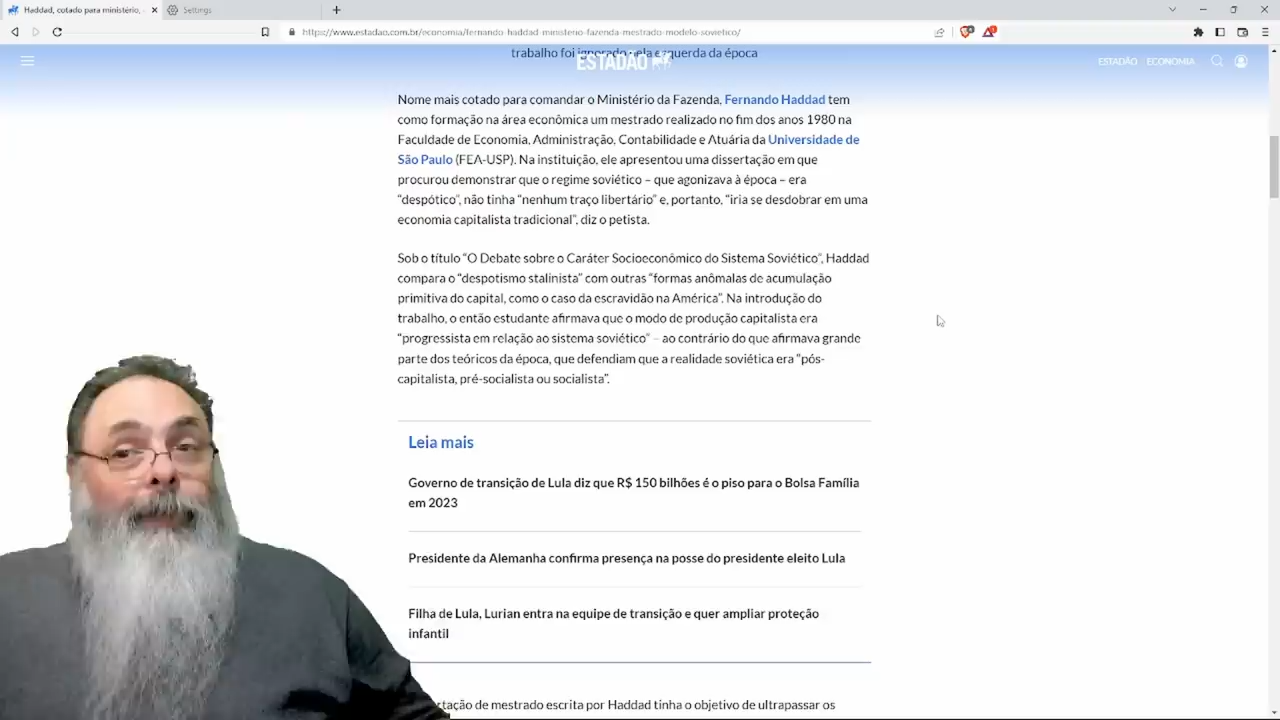 Haddad, cotado para ministério,
Settings
https://www.estadao.com.br/economia/fernando-haddad-ministerio-fazenda-mestrado-modelo-sovietico/
trabalho foi ignorado pela esquerda da época
ESTADÃO
ESTADÃO ECONOMIA
Nome mais cotado para comandar o Ministério da Fazenda, Fernando Haddad tem
como formação na área econômica um mestrado realizado no fim dos anos 1980 na
Faculdade de Economia, Administração, Contabilidade e Atuária da Universidade de
São Paulo (FEA-USP). Na instituição, ele apresentou uma dissertação em que
procurou demonstrar que o regime soviético – que agonizava à época – era
“despótico”, não tinha “nenhum traço libertário” e, portanto, “iria se desdobrar em uma
economia capitalista tradicional”, diz o petista.
Sob o título “O Debate sobre o Caráter Socioeconômico do Sistema Soviético”, Haddad
compara o “despotismo stalinista” com outras “formas anômalas de acumulação
primitiva do capital, como o caso da escravidão na América”. Na introdução do
trabalho, o então estudante afirmava que o modo de produção capitalista era
“progressista em relação ao sistema soviético” – ao contrário do que afirmava grande
parte dos teóricos da época, que defendiam que a realidade soviética era “pós-
capitalista, pré-socialista ou socialista”.
Leia mais
Governo de transição de Lula diz que R$ 150 bilhões é o piso para o Bolsa Família
em 2023
Presidente da Alemanha confirma presença na posse do presidente eleito Lula
Filha de Lula, Lurian entra na equipe de transição e quer ampliar proteção
infantil
rtação de mestrado escrita por Haddad tinha o objetivo de ultrapassar os